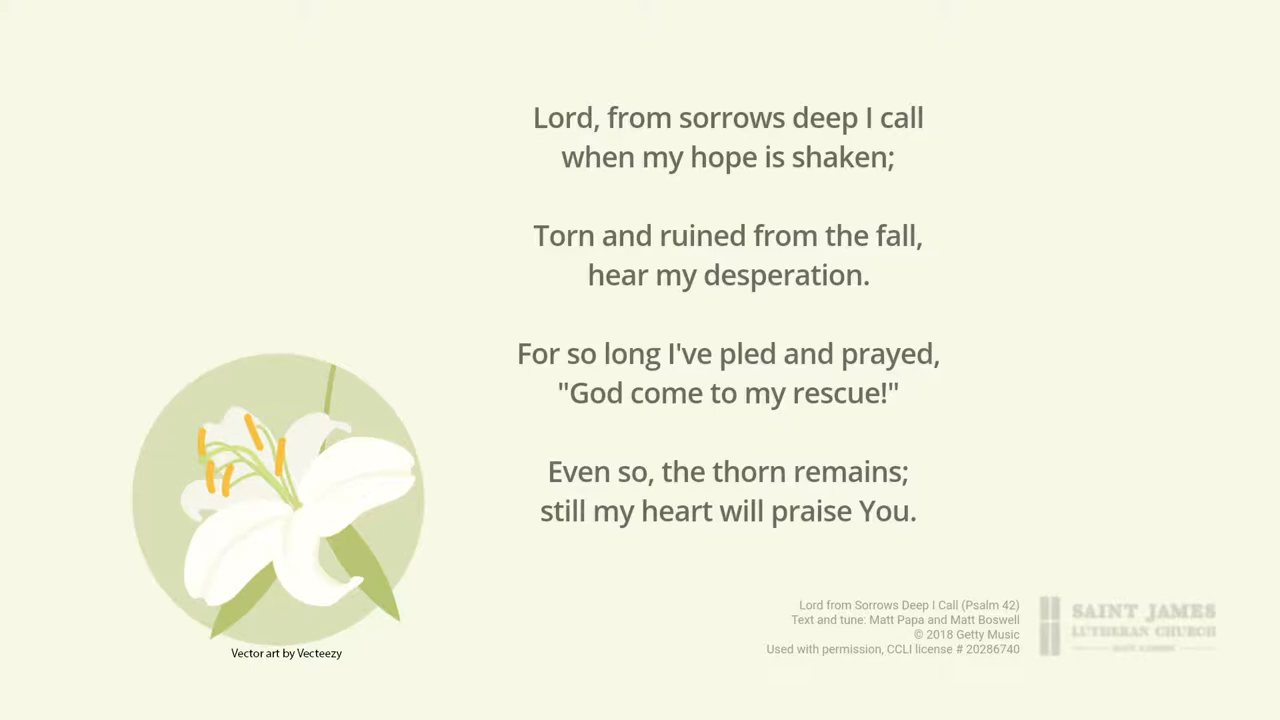 Lord, from sorrows deep I call
when my hope is shaken;
Torn and ruined from the fall,
hear my desperation.
For so long I've pled and prayed,
"God come to my rescue!"
Even so, the thorn remains;
still my heart will praise You.
Vector art by Vecteezy
Lord from Sorrows Deep I Call (Psalm 42)
Text and tune: Matt Papa and Matt Boswell
© 2018 Getty Music
Used with permission, CCLI license # 20286740
SAINT JAMES
LUTHERAN CHURCH